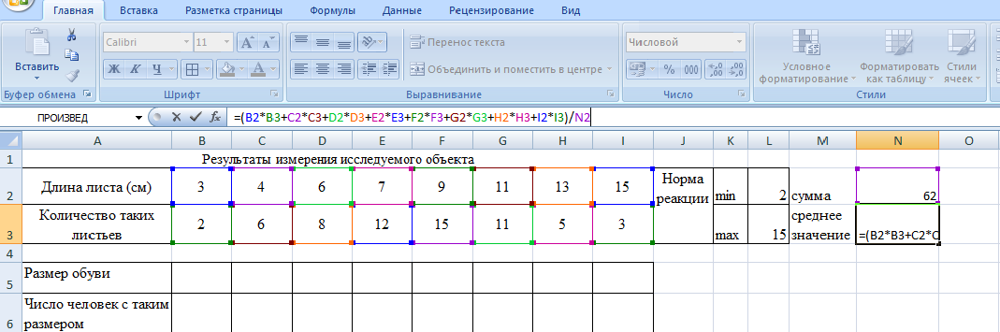 Главная Вставка Разметка страницы Формулы Данные Рецензирование Вид
Вставить
Буфер обмена
Calibri 11 A A
Ж К Ч А
Шрифт
Перенос текста
Объединить и поместить в центре
Выравнивание
Числовой
% 000 ,0 ,00 ,00 ,0
Число
Условное форматирование
Форматировать как таблицу
Стили ячеек
Стили
ПРОИЗВЕД fx =(B2*B3+C2*C3+D2*D3+E2*E3+F2*F3+G2*G3+H2*H3+I2*I3)/N2
A B C D E F G H I J K L M N O
1 Результаты измерения исследуемого объекта
2 Длина листа (см) 3 4 6 7 9 11 13 15 Норма реакции min 2 сумма 62
3 Количество таких листьев 2 6 8 12 15 11 5 3 max 15 среднее значение =(B2*B3+C2*C
4
5 Размер обуви
6 Число человек с таким размером